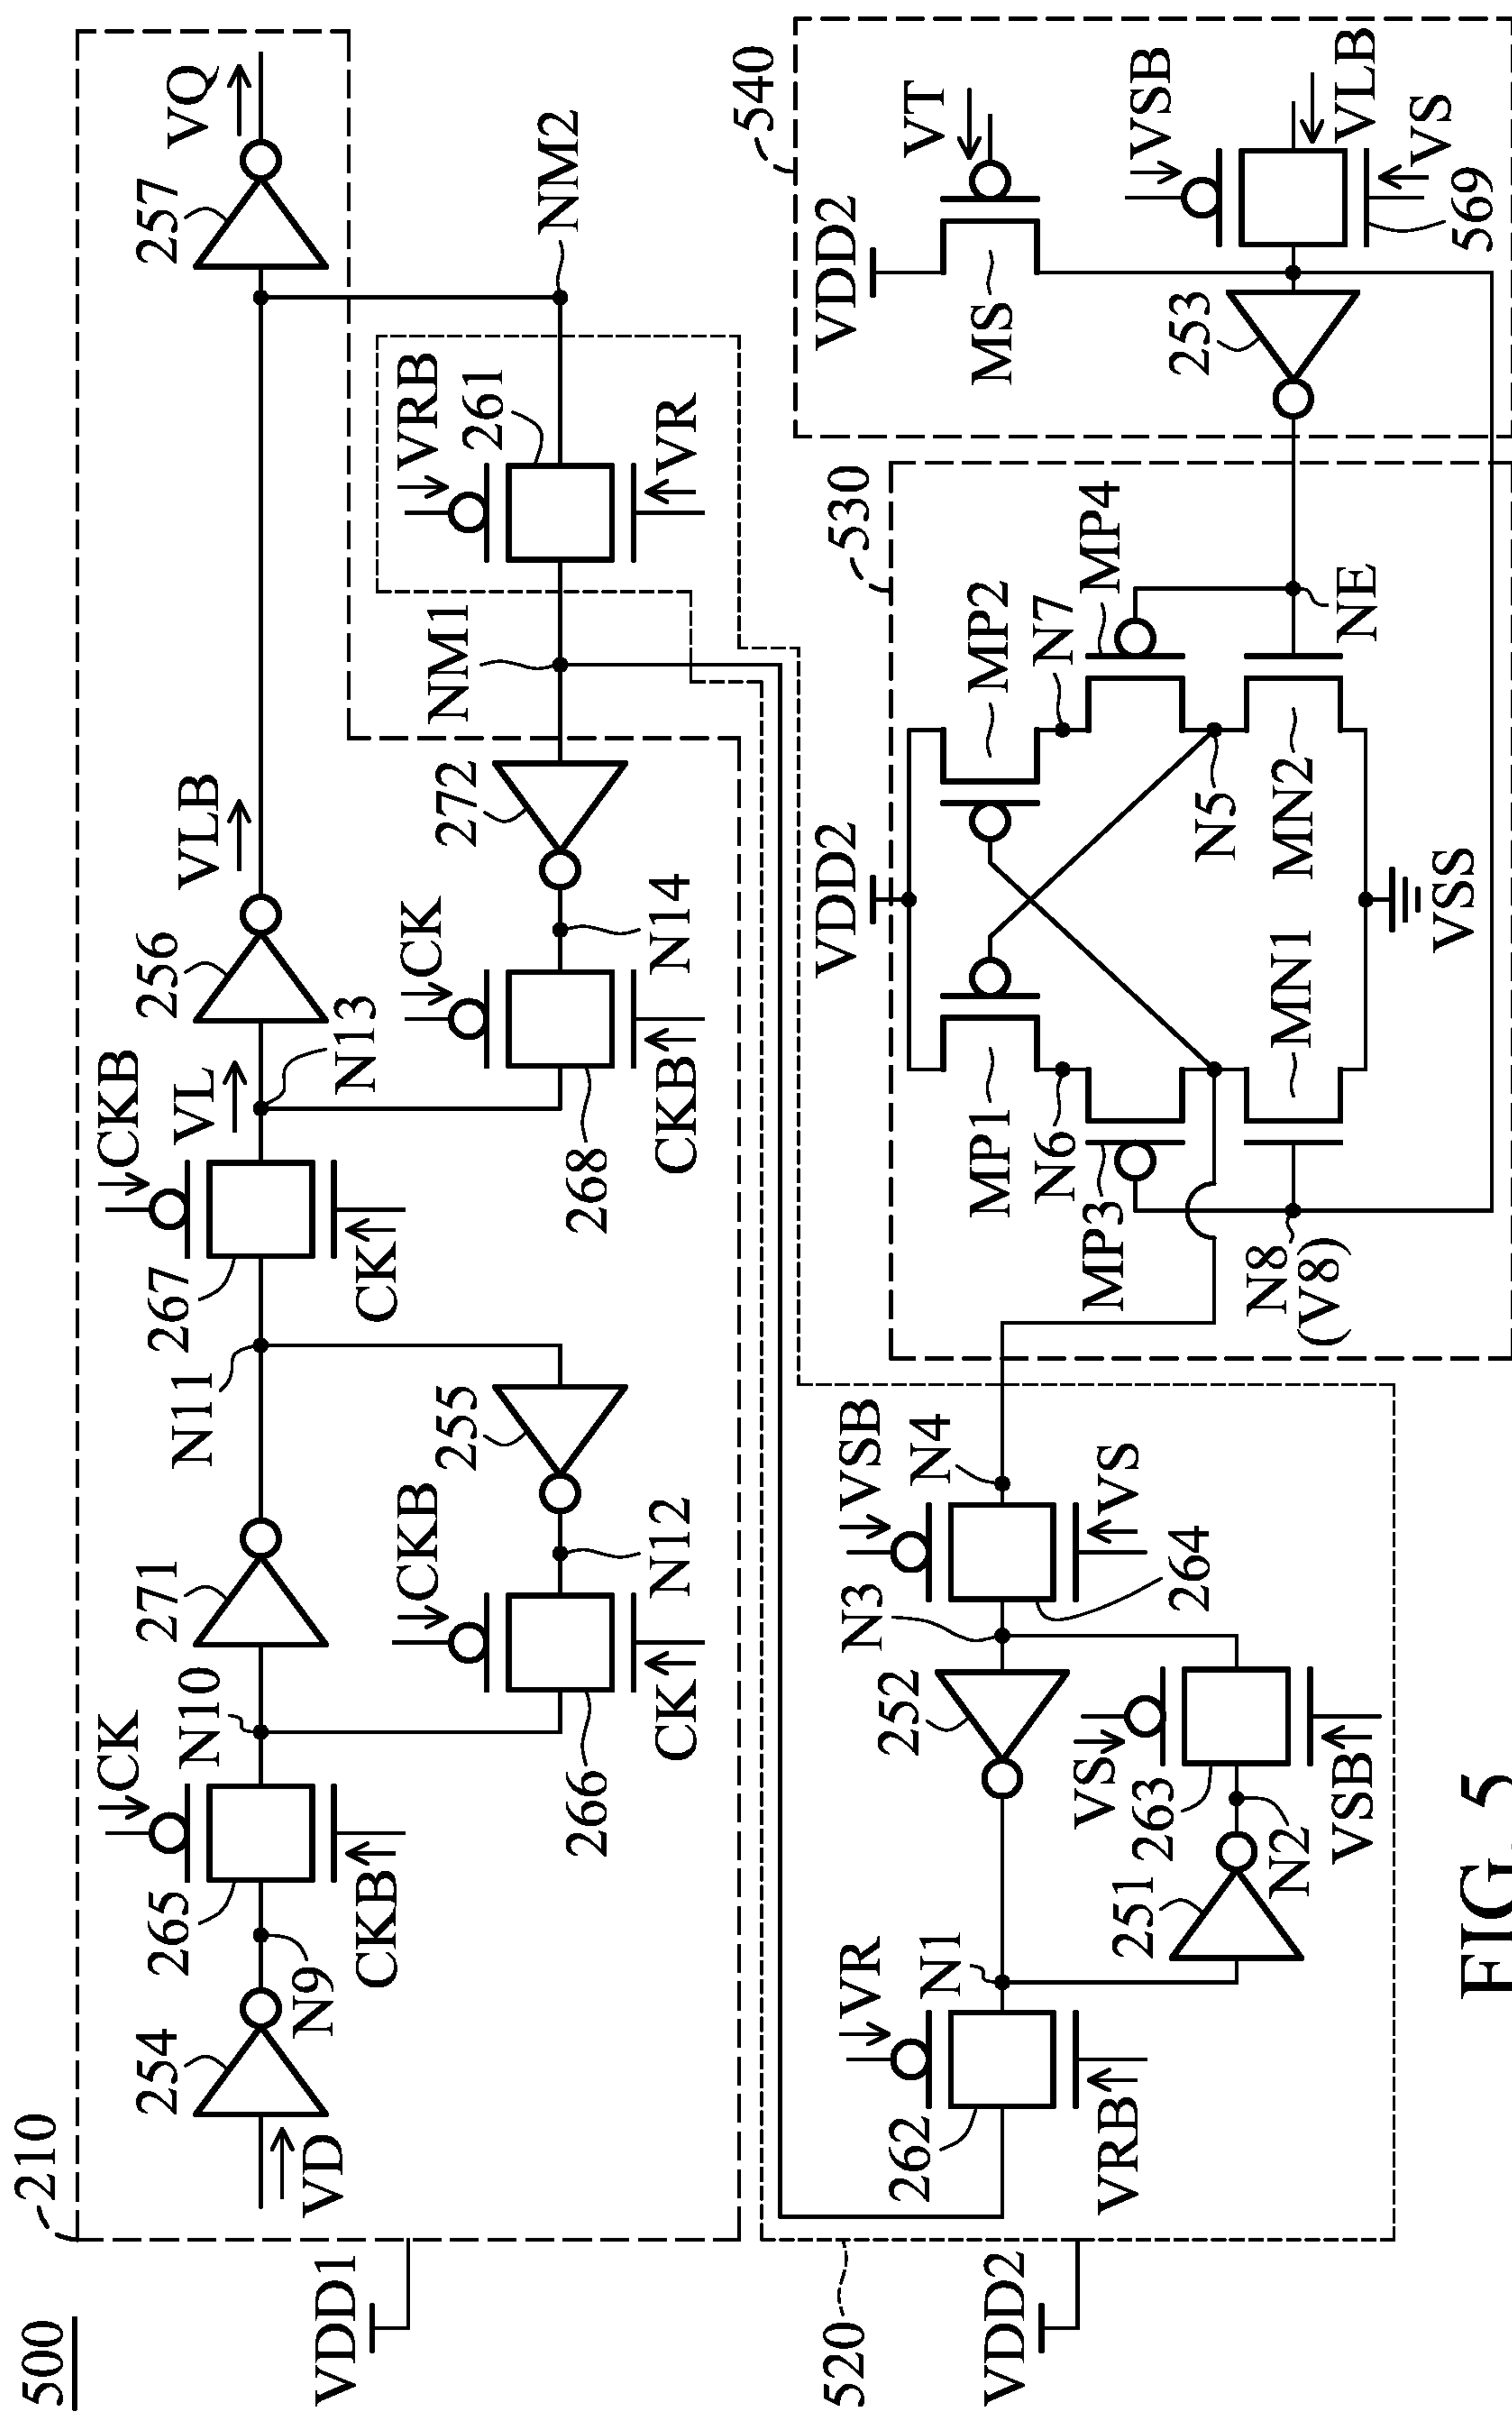 500
210
VDD1
VD
254
N9
265
CK
CKB
N10
271
N11
267
CKB
CK
VL
N13
256
VLB
257
VQ
266
CKB
CK
N12
255
268
CK
CKB
N14
272
NM1
VRB
261
VR
NM2
520
VDD2
262
VR
VRB
N1
251
N2
252
263
VS
VSB
N3
264
VSB
VS
N4
530
VDD2
MP1
MP2
N6
N7
MP3
MP4
N5
MN1
MN2
N8
(V8)
NE
VSS
540
VDD2
MS
VT
253
VSB
VLB
VS
569
FIG. 5